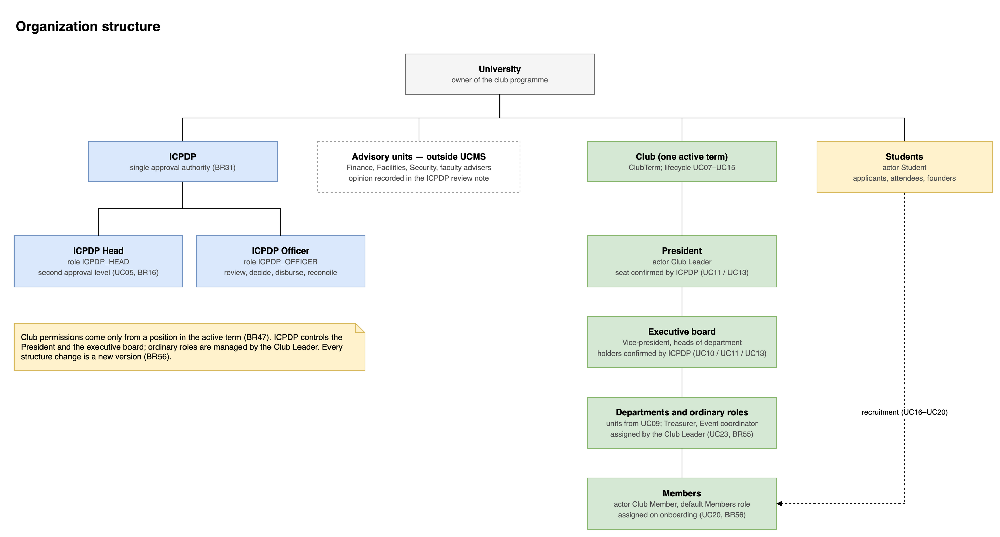 Organization structure
University
owner of the club programme
ICPDP
single approval authority (BR31)
Advisory units — outside UCMS
Finance, Facilities, Security, faculty advisers
opinion recorded in the ICPDP review note
Club (one active term)
ClubTerm; lifecycle UC07–UC15
Students
actor Student
applicants, attendees, founders
ICPDP Head
role ICPDP_HEAD
second approval level (UC05, BR16)
ICPDP Officer
role ICPDP_OFFICER
review, decide, disburse, reconcile
President
actor Club Leader
seat confirmed by ICPDP (UC11 / UC13)
Club permissions come only from a position in the active term (BR47). ICPDP controls the
President and the executive board; ordinary roles are managed by the Club Leader. Every
structure change is a new version (BR56).
Executive board
Vice-president, heads of department
holders confirmed by ICPDP (UC10 / UC11 / UC13)
Departments and ordinary roles
units from UC09; Treasurer, Event coordinator
assigned by the Club Leader (UC23, BR55)
recruitment (UC16–UC20)
Members
actor Club Member, default Members role
assigned on onboarding (UC20, BR56)